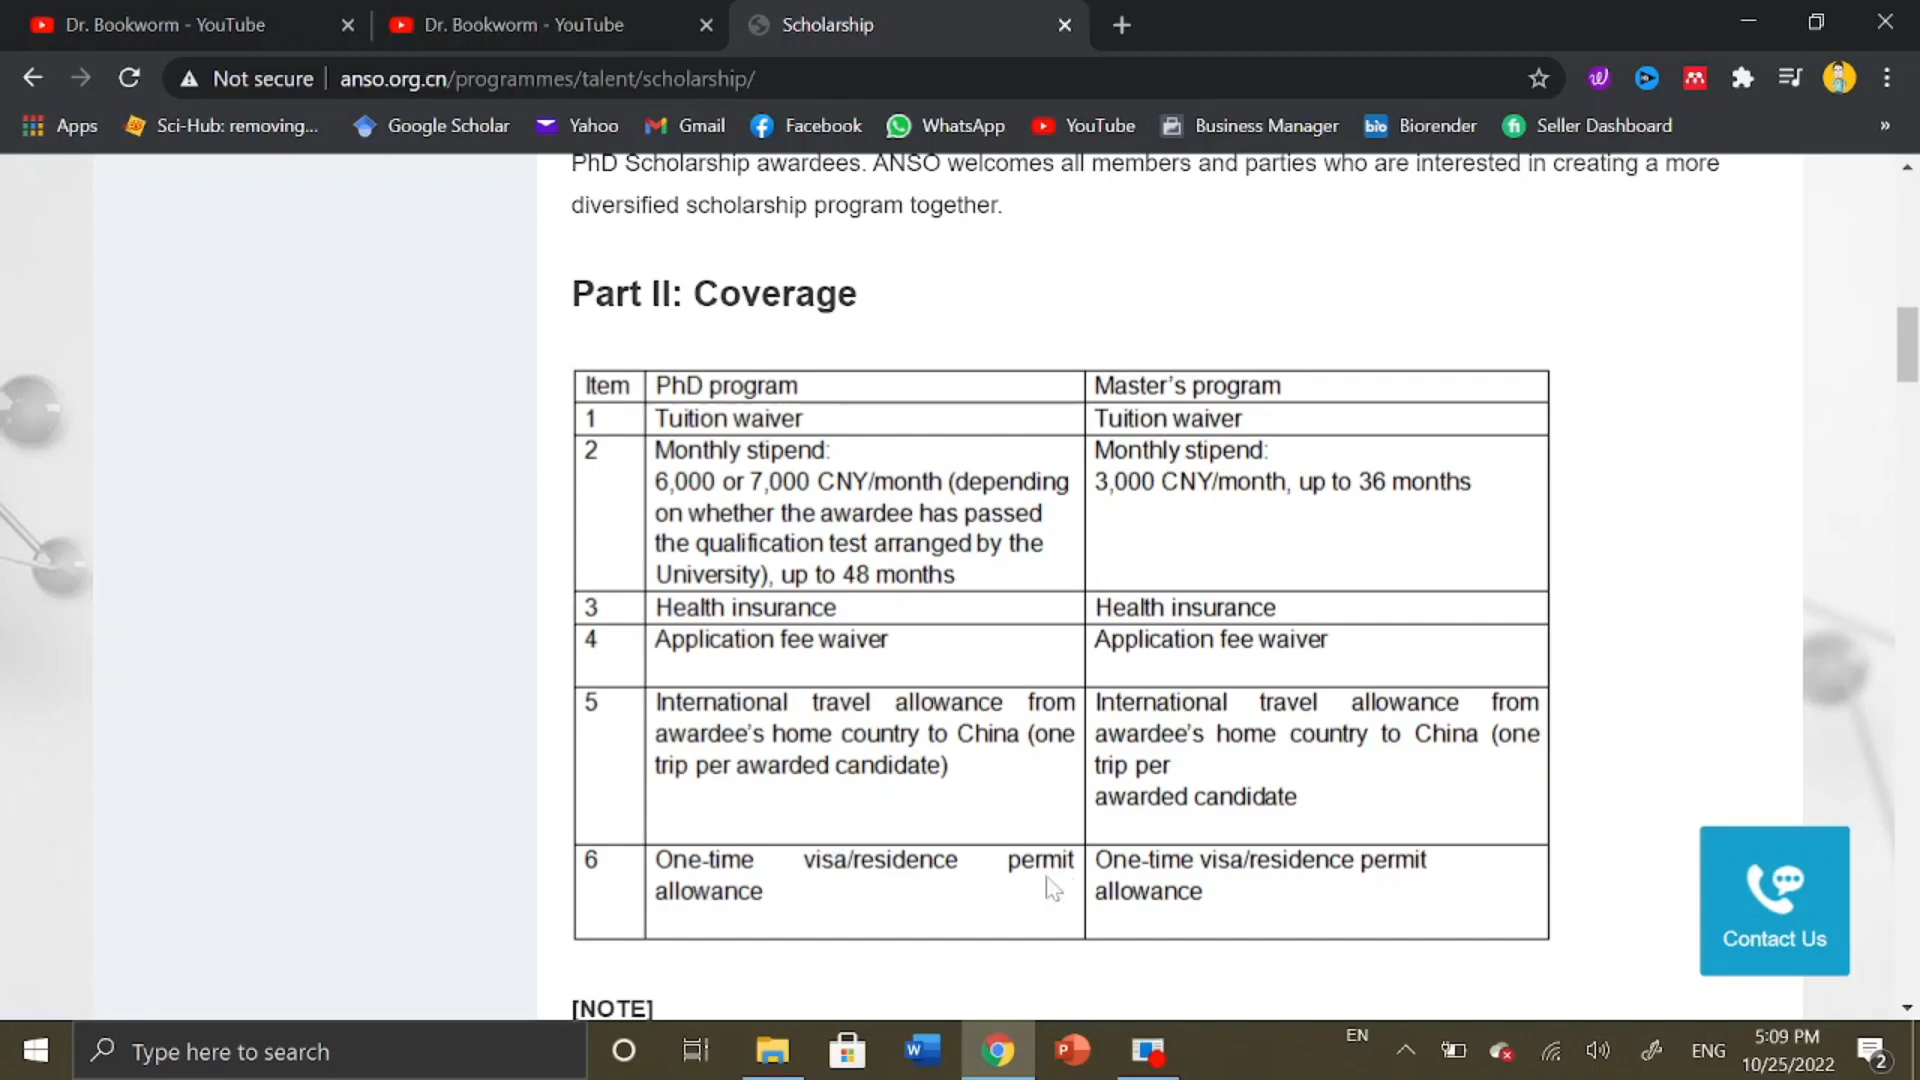 Dr. Bookworm - YouTube
Dr. Bookworm - YouTube
Scholarship
Not secure
anso.org.cn/programmes/talent/scholarship/
Apps
Sci-Hub: removing...
Google Scholar
Yahoo
Gmail
Facebook
WhatsApp
YouTube
Business Manager
bio
Biorender
fi
Seller Dashboard
»
PhD Scholarship awardees. ANSO welcomes all members and parties who are interested in creating a more
diversified scholarship program together.
Part II: Coverage
Item
PhD program
Master's program
1
Tuition waiver
Tuition waiver
2
Monthly stipend:
6,000 or 7,000 CNY/month (depending
on whether the awardee has passed
the qualification test arranged by the
University), up to 48 months
Monthly stipend:
3,000 CNY/month, up to 36 months
3
Health insurance
Health insurance
4
Application fee waiver
Application fee waiver
5
International travel allowance from
awardee's home country to China (one
trip per awarded candidate)
International travel allowance from
awardee's home country to China (one
trip per
awarded candidate
6
One-time visa/residence permit
allowance
One-time visa/residence permit
allowance
Contact Us
[NOTE]
Type here to search
W
P
EN
ENG
5:09 PM
10/25/2022
2